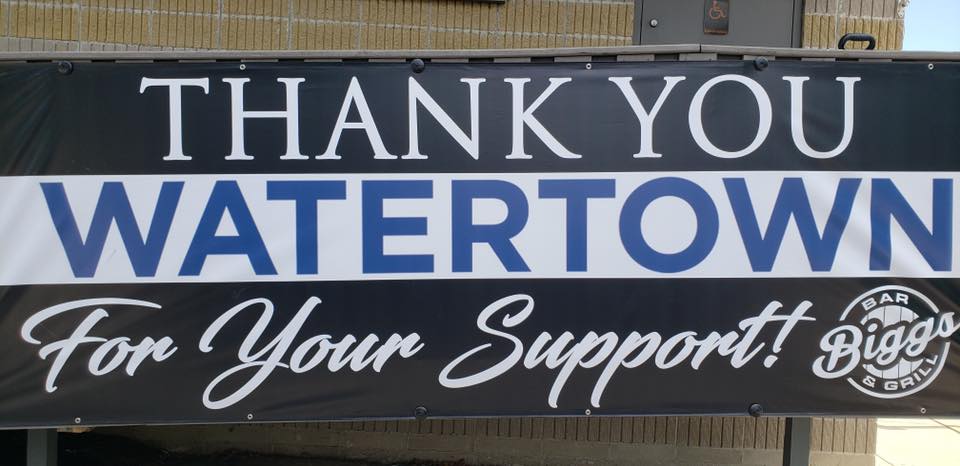 THANK YOU
WATERTOWN
For Your Support!
BAR
Biggs
& GRILL